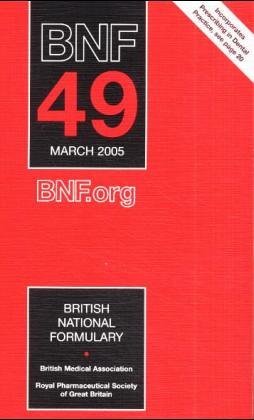 BNF
49
MARCH 2005
Incorporates
Prescribing in Dental
Practice, see page 20
BNF.org
BRITISH
NATIONAL
FORMULARY
British Medical Association
Royal Pharmaceutical Society
of Great Britain